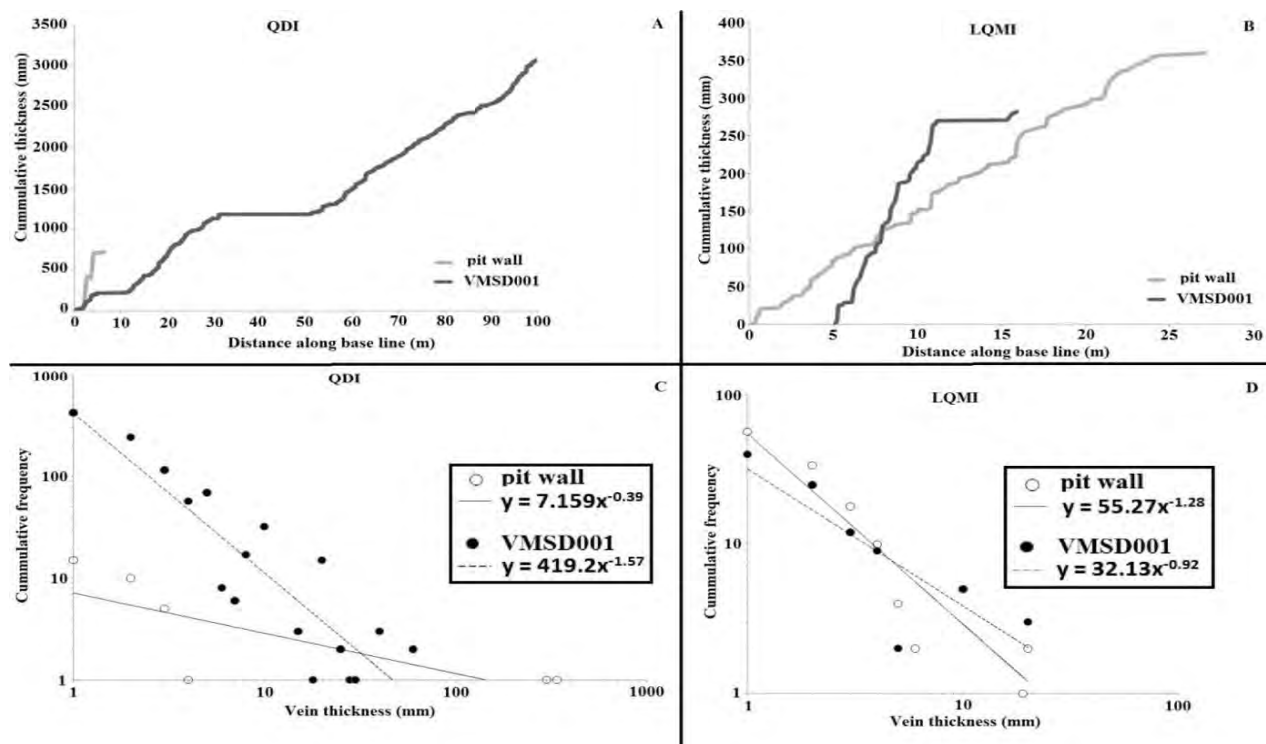 QDI
A
3500
3000
2500
2000
1500
1000
500
0
Cummulative thickness (mm)
pit wall
VMSD001
0 10 20 30 40 50 60 70 80 90 100
Distance along base line (m)
LQMI
B
400
350
300
250
200
150
100
50
0
Cummulative thickness (mm)
pit wall
VMSD001
0 5 10 15 20 25 30
Distance along base line (m)
QDI
C
1000
100
10
1
Cummulative frequency
pit wall
y = 7.159x-0.39
VMSD001
y = 419.2x-1.57
1 10 100 1000
Vein thickness (mm)
LQMI
D
100
10
1
Cummulative frequency
pit wall
y = 55.27x-1.28
VMSD001
y = 32.13x-0.92
1 10 100
Vein thickness (mm)